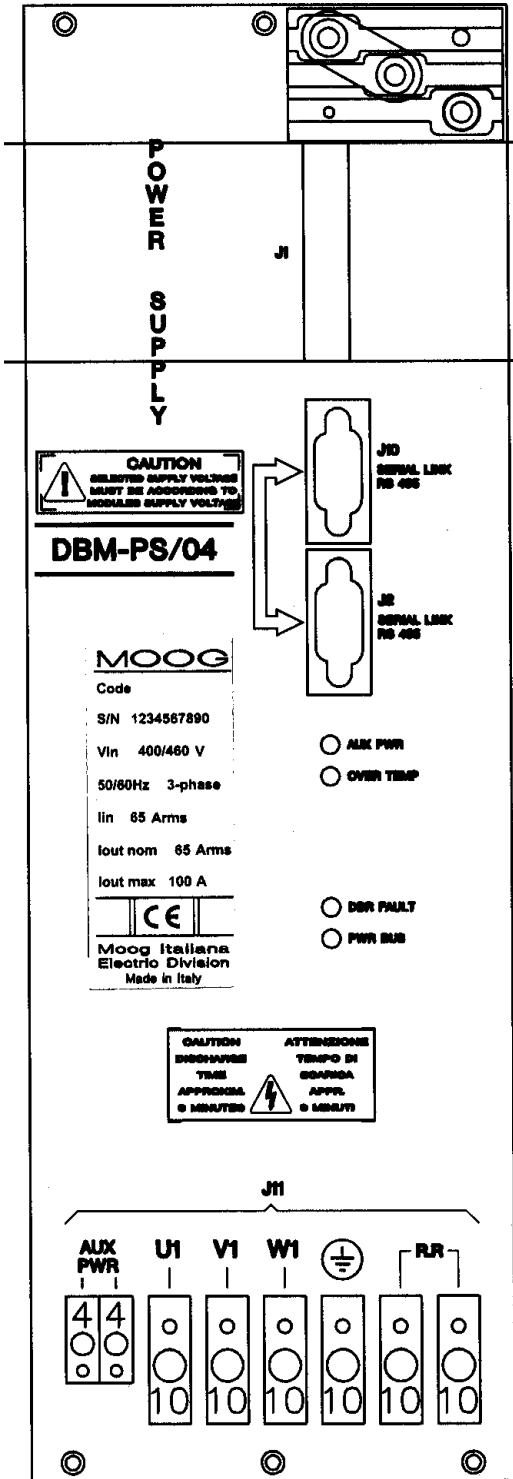 POWER SUPPLY
J1
CAUTION
SELECTED SUPPLY VOLTAGE
MUST BE ACCORDING TO
MODULES SUPPLY VOLTAGE
DBM-PS/04
J10
SERIAL LINK
RS 485
J2
SERIAL LINK
RS 485
MOOG
Code
S/N 1234567890
Vin 400/460 V
50/60Hz 3-phase
Iin 65 Arms
Iout nom 65 Arms
Iout max 100 A
CE
Moog Italiana
Electric Division
Made in Italy
AUX PWR
OVER TEMP
DBR FAULT
PWR BUS
CAUTION
DISCHARGE
TIME
APPROXIM.
MINUTES
ATTENZIONE
TEMPO DI
SCARICA
APPR.
MINUTI
J11
AUX
PWR
U1 V1 W1 R.R
4 4
10 10 10 10 10 10